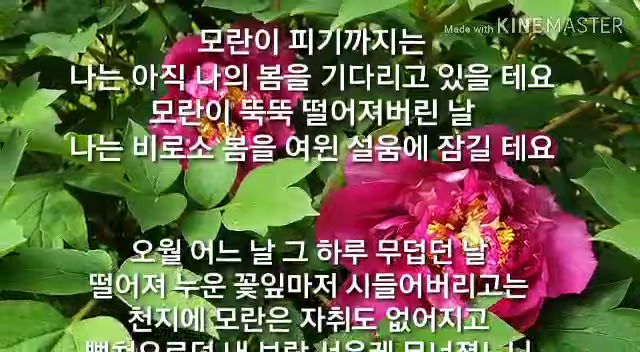 Made with KINEMASTER
모란이 피기까지는
나는 아직 나의 봄을 기다리고 있을 테요
모란이 뚝뚝 떨어져버린 날
나는 비로소 봄을 여윈 설움에 잠길 테요
오월 어느 날 그 하루 무덥던 날
떨어져 누운 꽃잎마저 시들어버리고는
천지에 모란은 자취도 없어지고